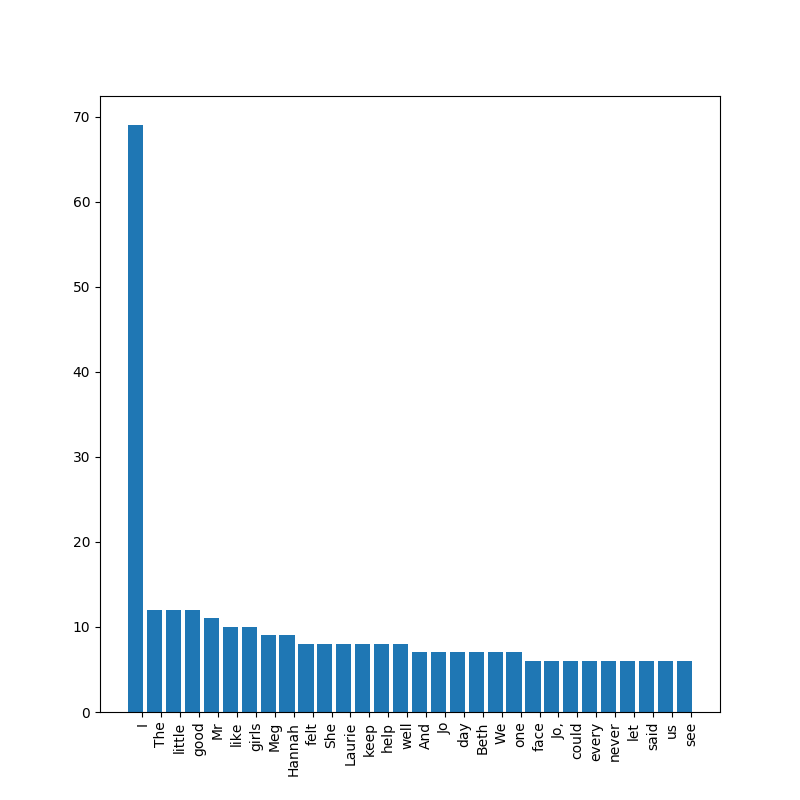 70
60
50
40
30
20
10
0
I
The
little
good
Mr
like
girls
Meg
Hannah
felt
She
Laurie
keep
help
well
And
Jo
day
Beth
We
one
face
Jo,
could
every
never
let
said
us
see